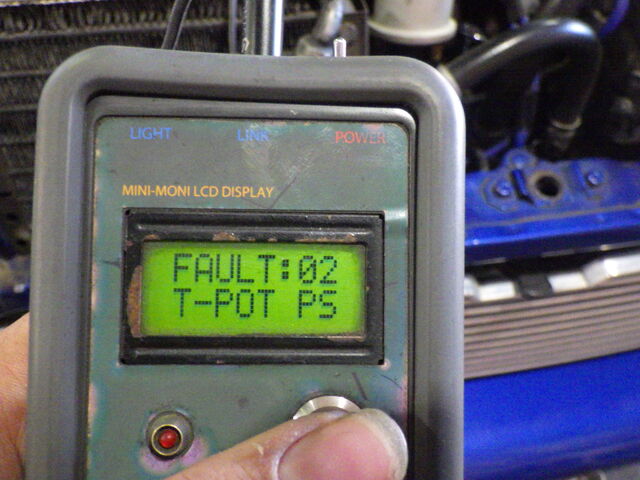 LIGHT LINK POWER
MINI-MONI LCD DISPLAY
FAULT:02
T-POT PS